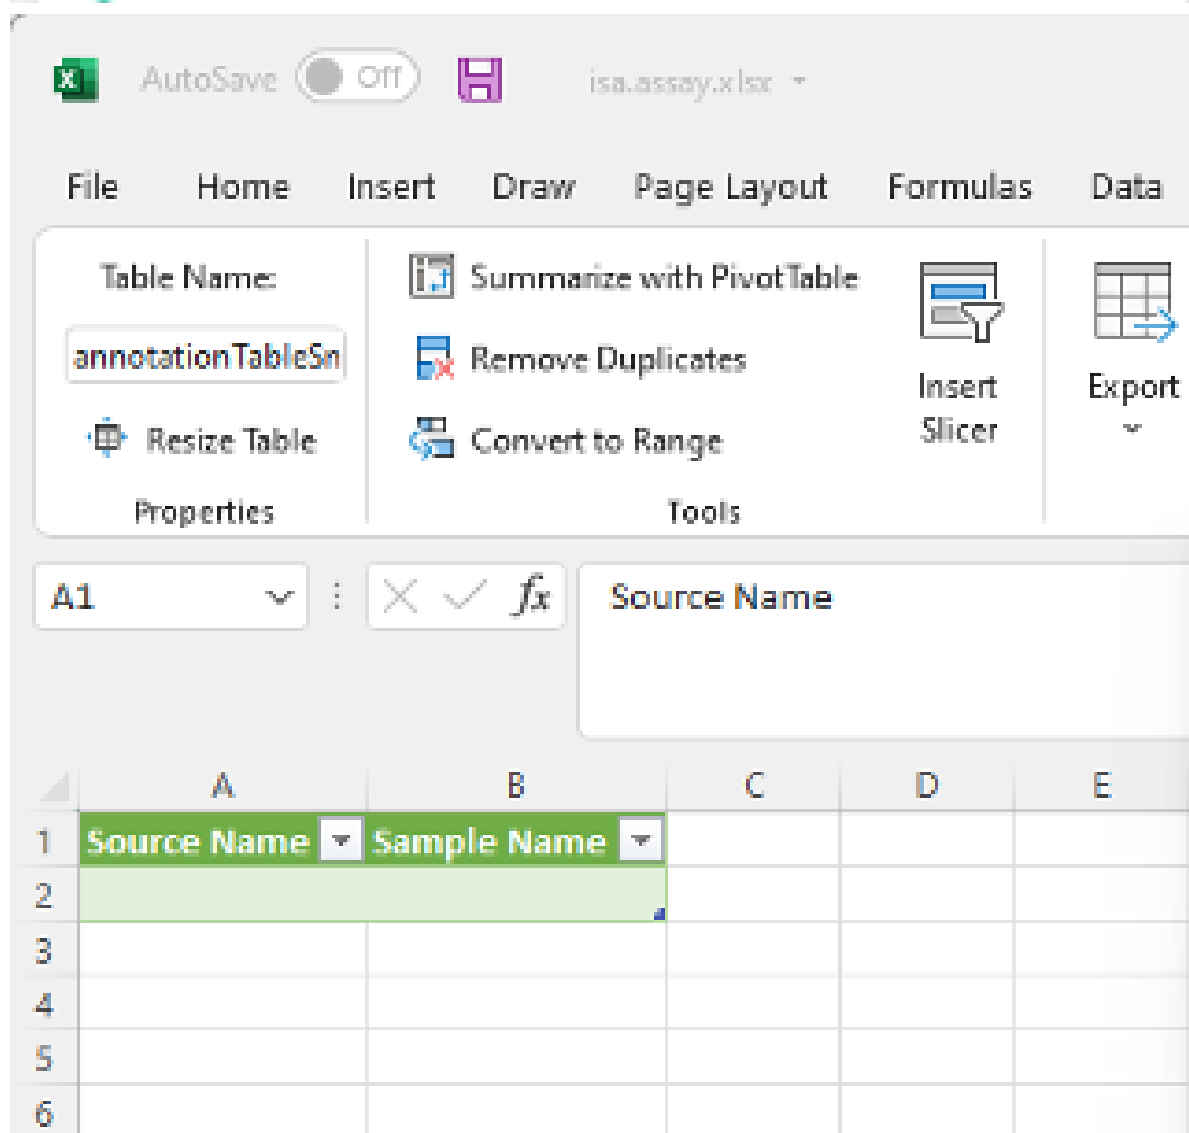 AutoSave Off isa.assay.xlsx
File Home Insert Draw Page Layout Formulas Data
Table Name:
annotationTableSn
Resize Table
Properties
Summarize with PivotTable
Remove Duplicates
Convert to Range
Insert
Slicer
Tools
Export
A1 fx Source Name
A B C D E
1 Source Name Sample Name
2
3
4
5
6